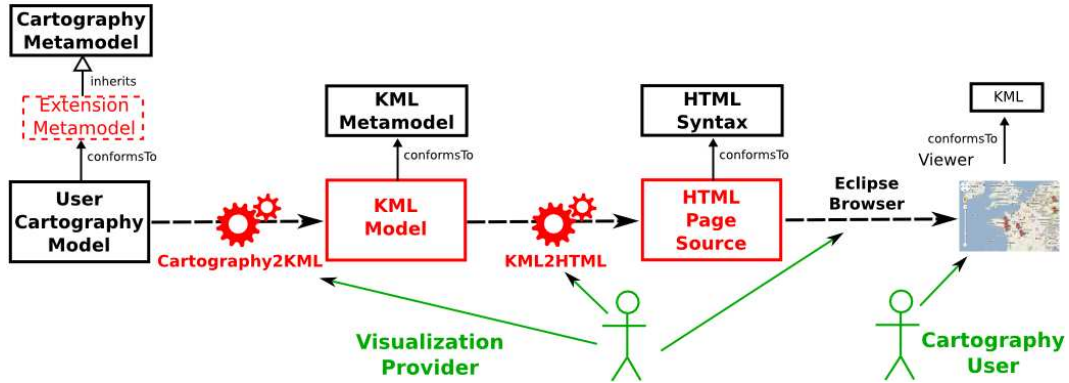 Cartography
Metamodel
inherits
Extension
Metamodel
conformsTo
User
Cartography
Model
Cartography2KML
KML
Metamodel
conformsTo
KML
Model
KML2HTML
HTML
Syntax
conformsTo
HTML
Page
Source
Eclipse
Browser
KML
conformsTo
Viewer
Visualization
Provider
Cartography
User